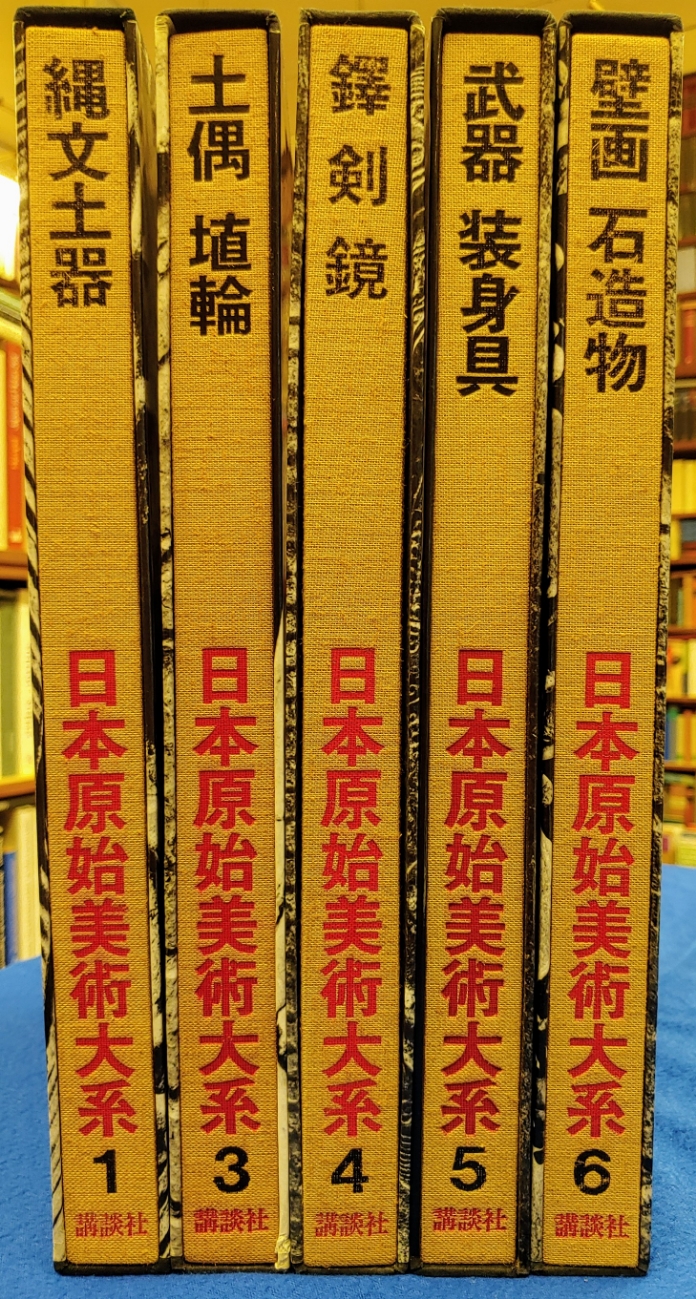 縄文土器
日本原始美術大系
1
講談社
土偶 埴輪
日本原始美術大系
3
講談社
鐸 剣 鏡
日本原始美術大系
4
講談社
武器 装身具
日本原始美術大系
5
講談社
壁画 石造物
日本原始美術大系
6
講談社